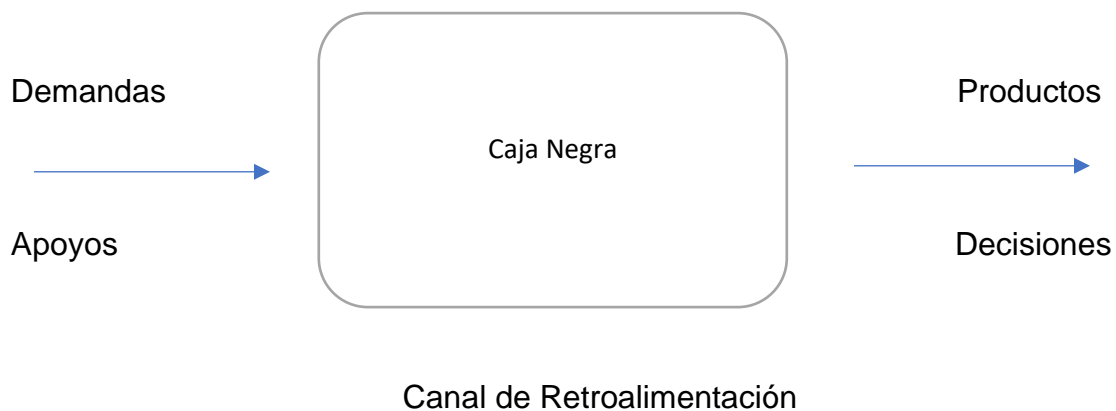 Demandas
Productos
Caja Negra
Apoyos
Decisiones
Canal de Retroalimentación